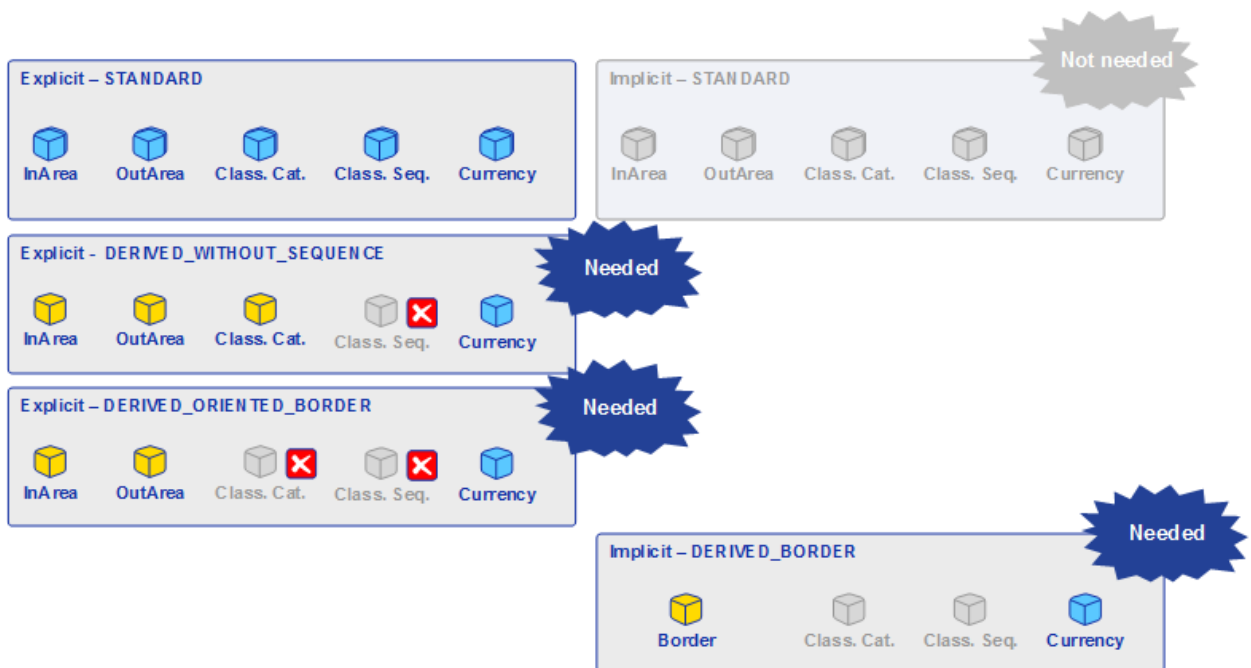 Not needed
Explicit – STANDARD
Implicit – STANDARD
InArea OutArea Class. Cat. Class. Seq. Currency
InArea OutArea Class. Cat. Class. Seq. Currency
Explicit - DERIVED_WITHOUT_SEQUENCE
Needed
InArea OutArea Class. Cat. Class. Seq. Currency
Explicit – DERIVED_ORIENTED_BORDER
Needed
InArea OutArea Class. Cat. Class. Seq. Currency
Needed
Implicit – DERIVED_BORDER
Border Class. Cat. Class. Seq. Currency